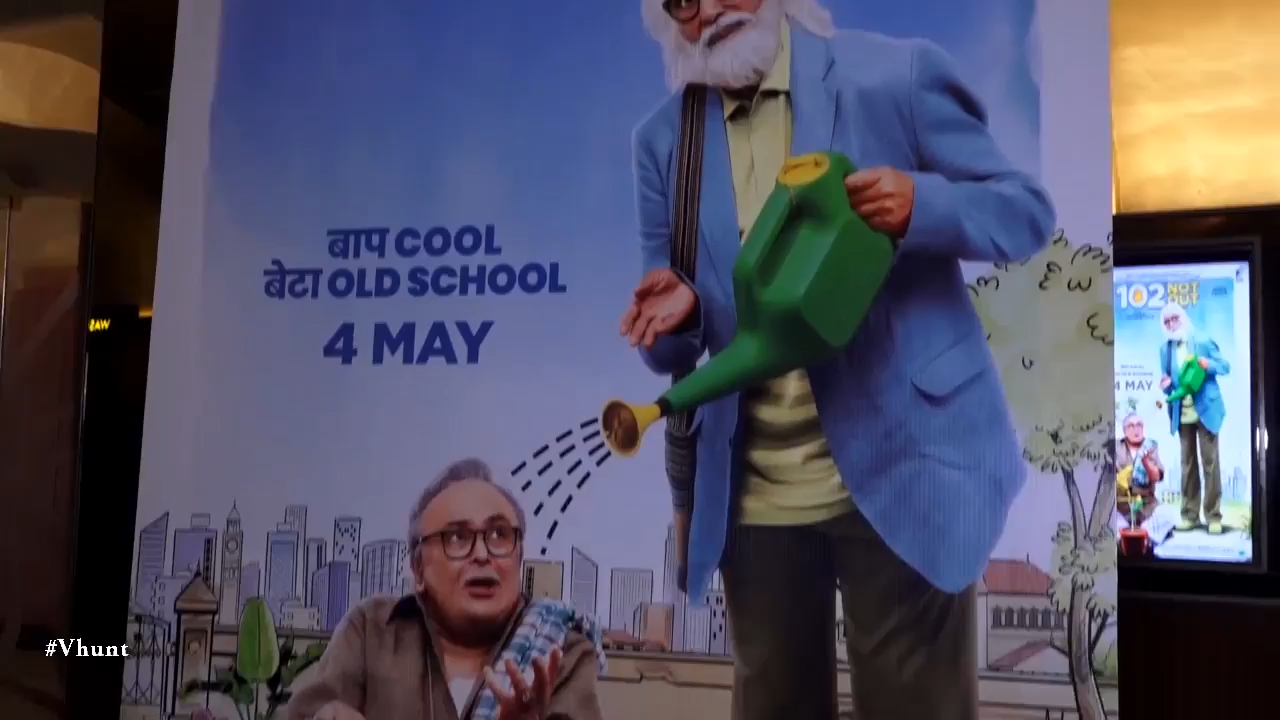 बाप COOL
बेटा OLD SCHOOL
4 MAY
102 NOT OUT
4 MAY
#Vhunt